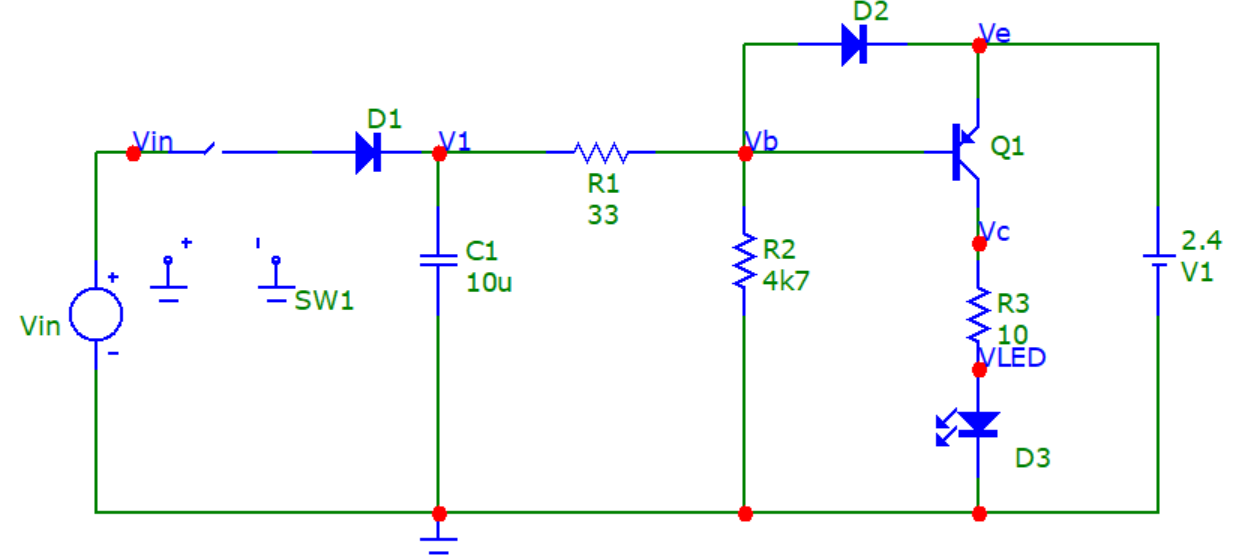 D2
Ve
D1
Vin
V1
Vb
Q1
R1
33
Vc
+
-
C1
10u
R2
4k7
2.4
V1
+
SW1
R3
10
Vin
-
VLED
D3